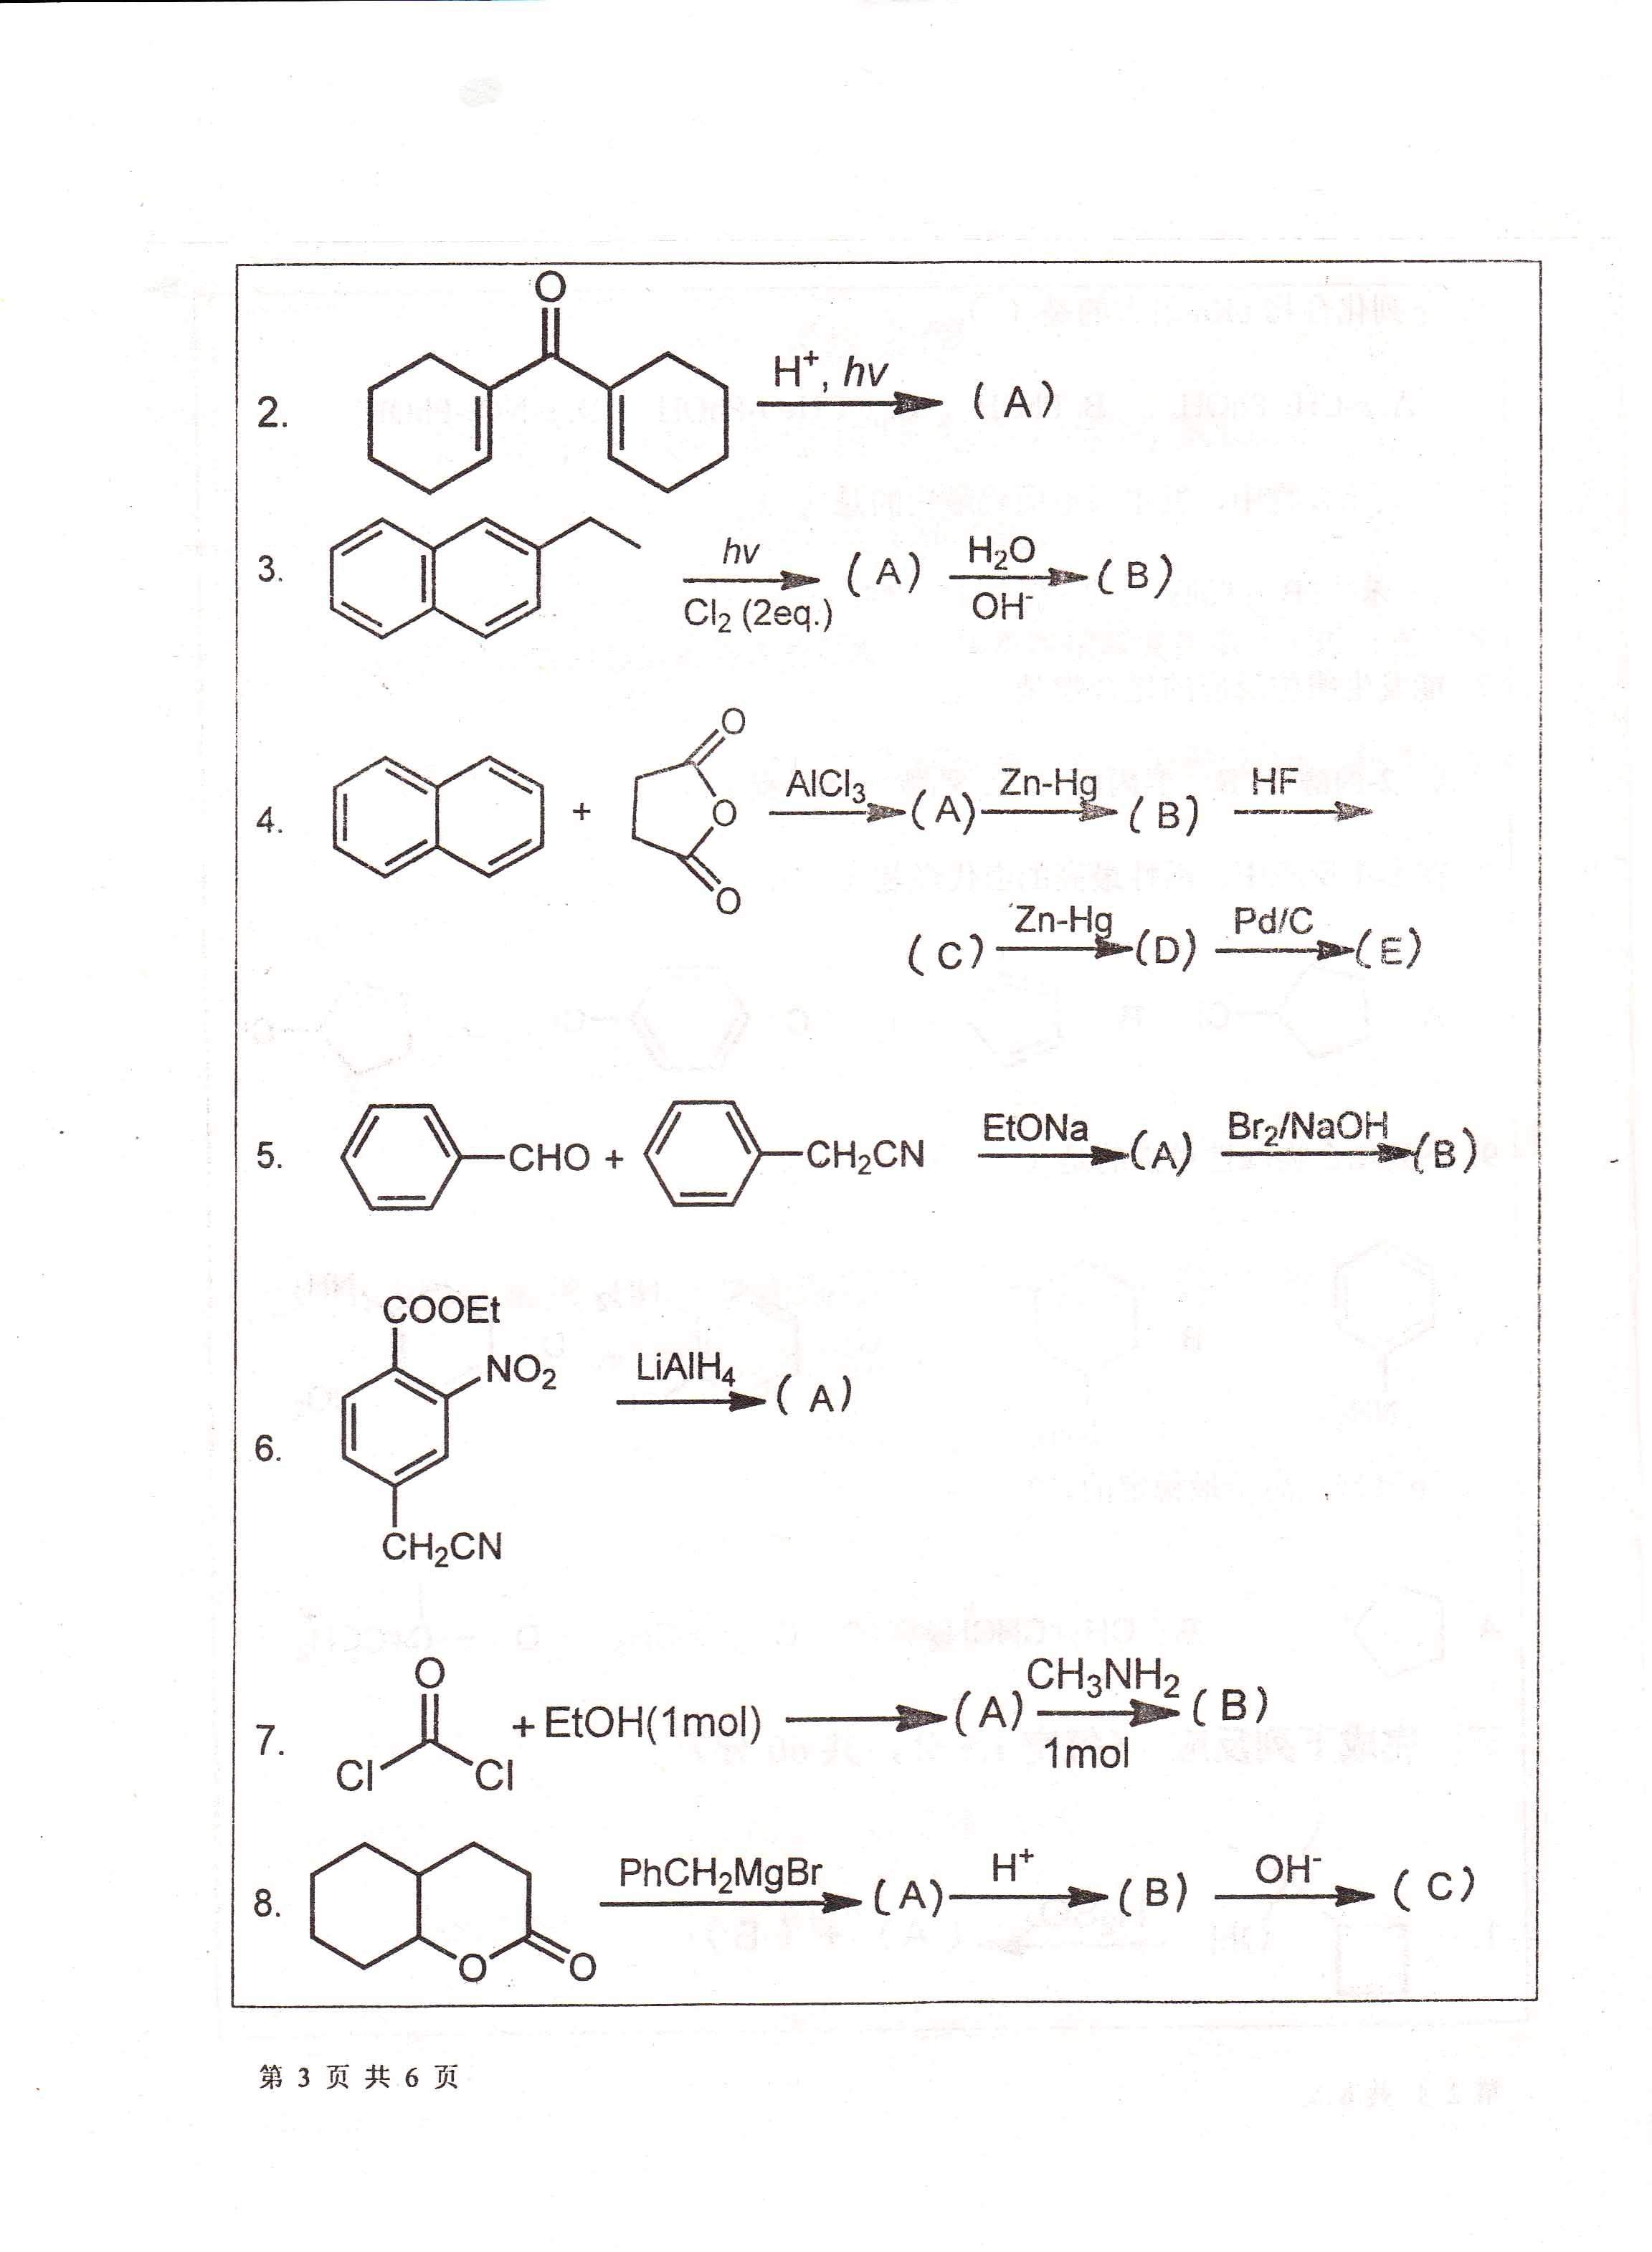 O
2. H⁺, hν (A)
3. hν Cl₂ (2eq.) (A) H₂O OH⁻ (B)
4. + O O O AlCl₃ (A) Zn-Hg (B) HF
(C) Zn-Hg (D) Pd/C (E)
5. CHO + CH₂CN EtONa (A) Br₂/NaOH (B)
6. COOEt NO₂ CH₂CN LiAlH₄ (A)
7. O Cl Cl + EtOH(1mol) (A) CH₃NH₂ 1mol (B)
8. O O PhCH₂MgBr (A) H⁺ (B) OH⁻ (C)
第 3 页 共 6 页